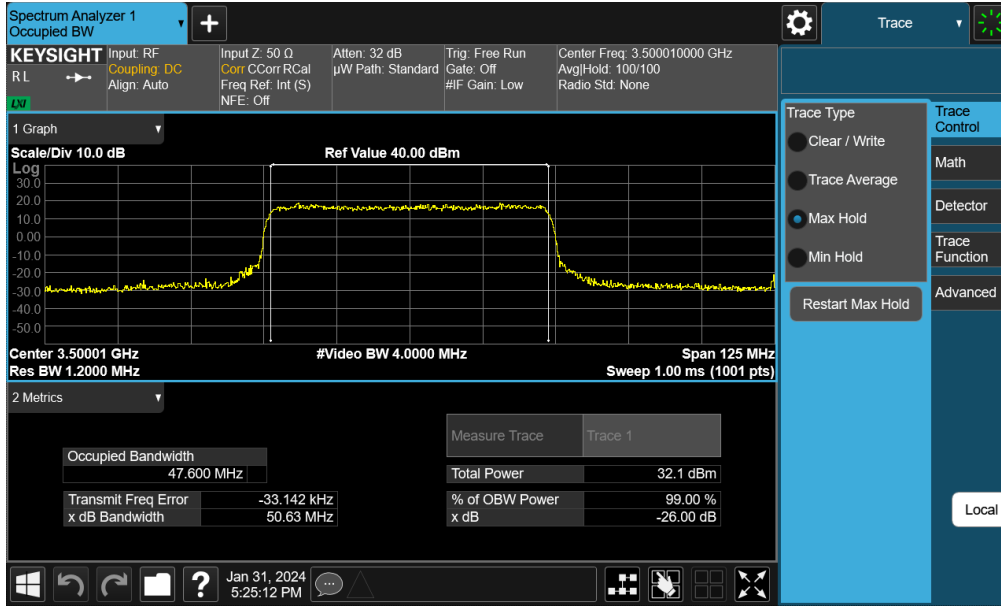 Spectrum Analyzer 1
Occupied BW
Trace
KEYSIGHT
RL
LXI
Input: RF
Coupling: DC
Align: Auto
Input Z: 50 Ω
Corr CCorr RCal
Freq Ref: Int (S)
NFE: Off
Atten: 32 dB
µW Path: Standard
Trig: Free Run
Gate: Off
#IF Gain: Low
Center Freq: 3.500010000 GHz
Avg|Hold: 100/100
Radio Std: None
1 Graph
Scale/Div 10.0 dB
Ref Value 40.00 dBm
Log
30.0
20.0
10.0
0.00
-10.0
-20.0
-30.0
-40.0
-50.0
Center 3.50001 GHz
#Video BW 4.0000 MHz
Span 125 MHz
Res BW 1.2000 MHz
Sweep 1.00 ms (1001 pts)
2 Metrics
Measure Trace
Trace 1
Occupied Bandwidth
47.600 MHz
Total Power
32.1 dBm
Transmit Freq Error
-33.142 kHz
% of OBW Power
99.00 %
x dB Bandwidth
50.63 MHz
x dB
-26.00 dB
Trace Type
Clear / Write
Trace Average
Max Hold
Min Hold
Restart Max Hold
Trace
Control
Math
Detector
Trace
Function
Advanced
Local
?
Jan 31, 2024
5:25:12 PM